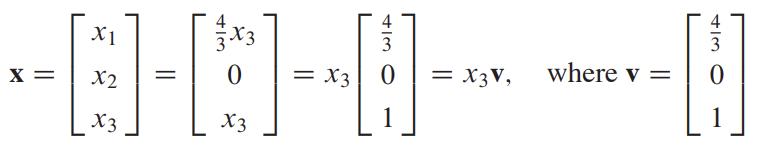 x = [x₁ x₂ x₃] = [4/3 x₃ 0 x₃] = x₃ [4/3 0 1] = x₃v, where v = [4/3 0 1]